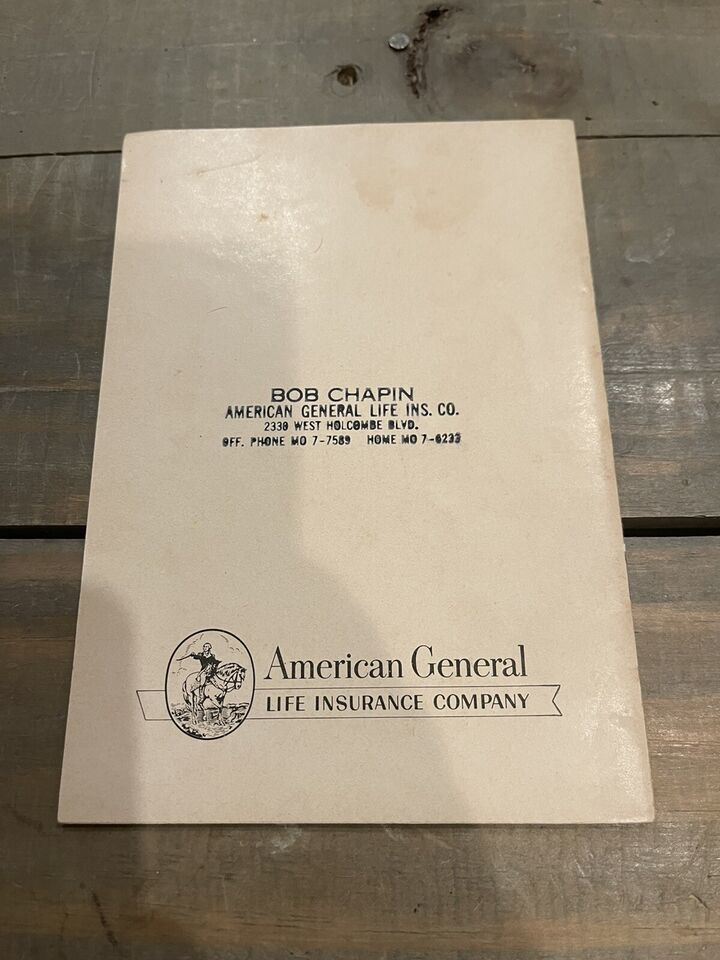 BOB CHAPIN
AMERICAN GENERAL LIFE INS. CO.
2339 WEST HOLCOMBE BLVD.
OFF. PHONE MO 7-7589 HOME MO 7-6233
American General
LIFE INSURANCE COMPANY